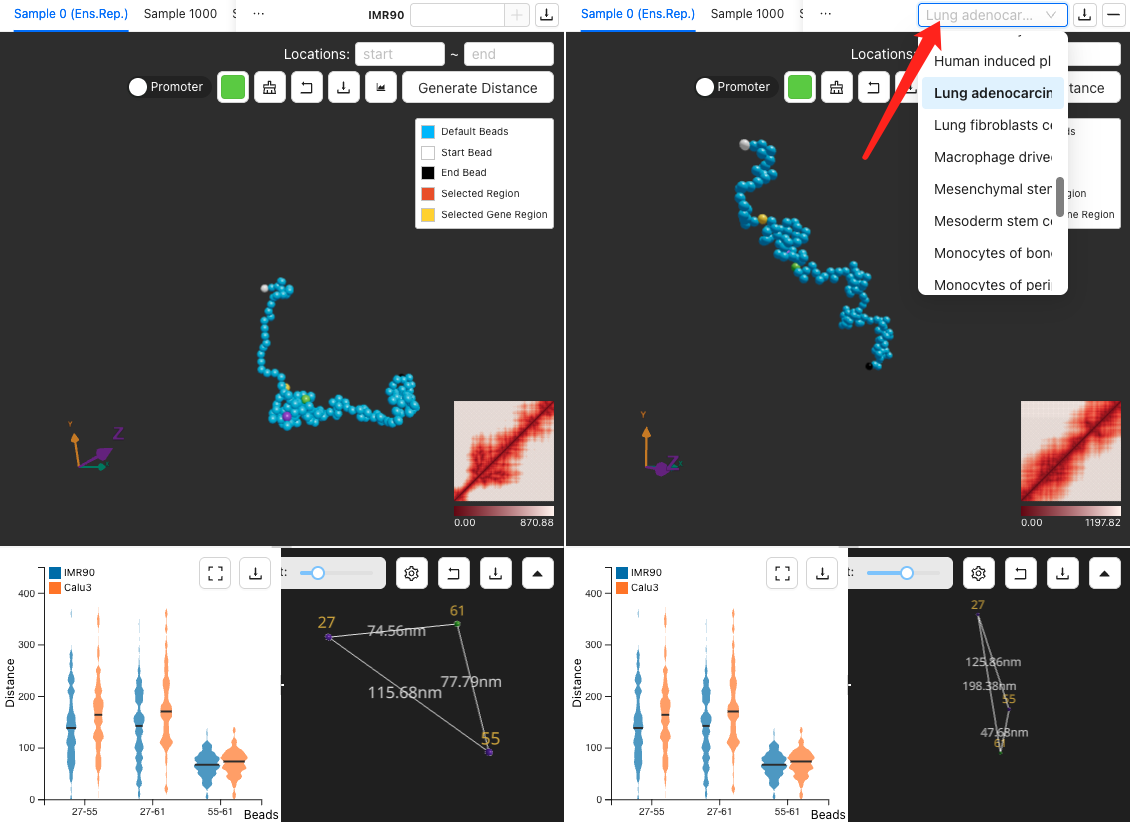 Sample 0 (Ens.Rep.) Sample 1000 ··· IMR90 +
Locations: start ~ end
Promoter Generate Distance
Default Beads
Start Bead
End Bead
Selected Region
Selected Gene Region
Y
Z
X
0.00 870.88
Sample 0 (Ens.Rep.) Sample 1000 ··· Lung adenocar...
Locations:
Promoter tance
Human induced pl
Lung adenocarcin
Lung fibroblasts ce
Macrophage drive
Mesenchymal ster
Mesoderm stem ce
Monocytes of bon
Monocytes of peri
ds
gion
ne Region
Y
Z
X
0.00 1197.82
IMR90
Calu3
400
300
200
100
0
Distance
27-55 27-61 55-61
Beads
t:
27
61
55
74.56nm
77.79nm
115.68nm
IMR90
Calu3
400
300
200
100
0
Distance
27-55 27-61 55-61
Beads
t:
27
125.86nm
198.38nm
55
47.68nm
61